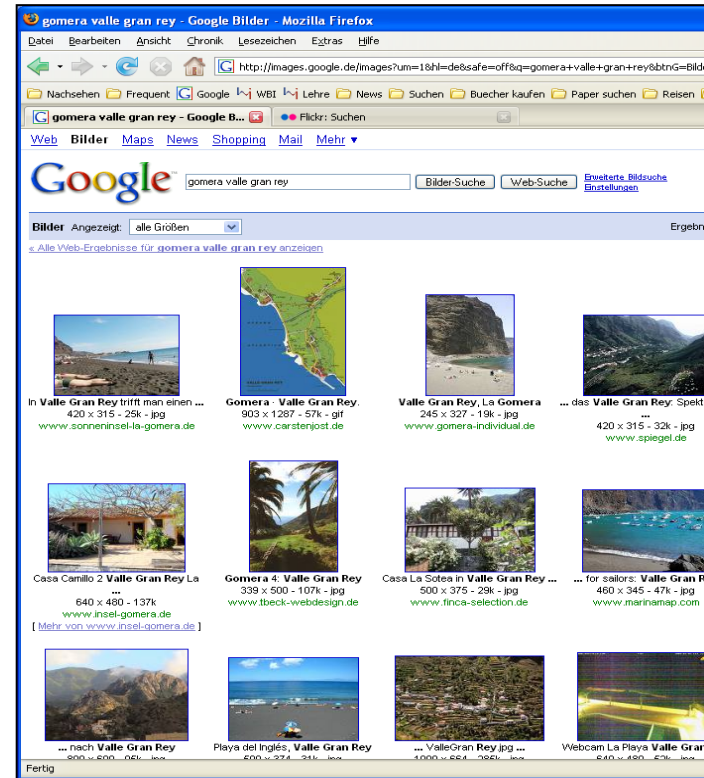 gomera valle gran rey - Google Bilder - Mozilla Firefox
Datei Bearbeiten Ansicht Chronik Lesezeichen Extras Hilfe
http://images.google.de/images?um=1&hl=de&safe=off&q=gomera+valle+gran+rey&btnG=Bild
Nachsehen Frequent Google WBI Lehre News Suchen Buecher kaufen Paper suchen Reisen
gomera valle gran rey - Google B... Flickr: Suchen
Web Bilder Maps News Shopping Mail Mehr ▼
Google gomera valle gran rey Bilder-Suche Web-Suche Erweiterte Bildsuche
Einstellungen
Bilder Angezeigt: alle Größen Ergebn
« Alle Web-Ergebnisse für gomera valle gran rey anzeigen
In Valle Gran Rey trifft man einen ... Gomera - Valle Gran Rey. Valle Gran Rey, La Gomera ... das Valle Gran Rey: Spekt
...
420 x 315 - 25k - jpg 903 x 1287 - 57k - gif 245 x 327 - 19k - jpg 420 x 315 - 32k - jpg
www.sonneninsel-la-gomera.de www.carstenjost.de www.gomera-individual.de www.spiegel.de
Casa Camillo 2 Valle Gran Rey La Gomera 4: Valle Gran Rey Casa La Sotea in Valle Gran Rey ... ... for sailors: Valle Gran R
...
640 x 480 - 137k 339 x 500 - 107k - jpg 500 x 375 - 29k - jpg 460 x 345 - 47k - jpg
www.insel-gomera.de www.tbeck-webdesign.de www.finca-selection.de www.marinamap.com
[ Mehr von www.insel-gomera.de ]
... nach Valle Gran Rey Playa del Inglés, Valle Gran Rey ... ValleGran Rey.jpg ... Webcam La Playa Valle Gran
Fertig